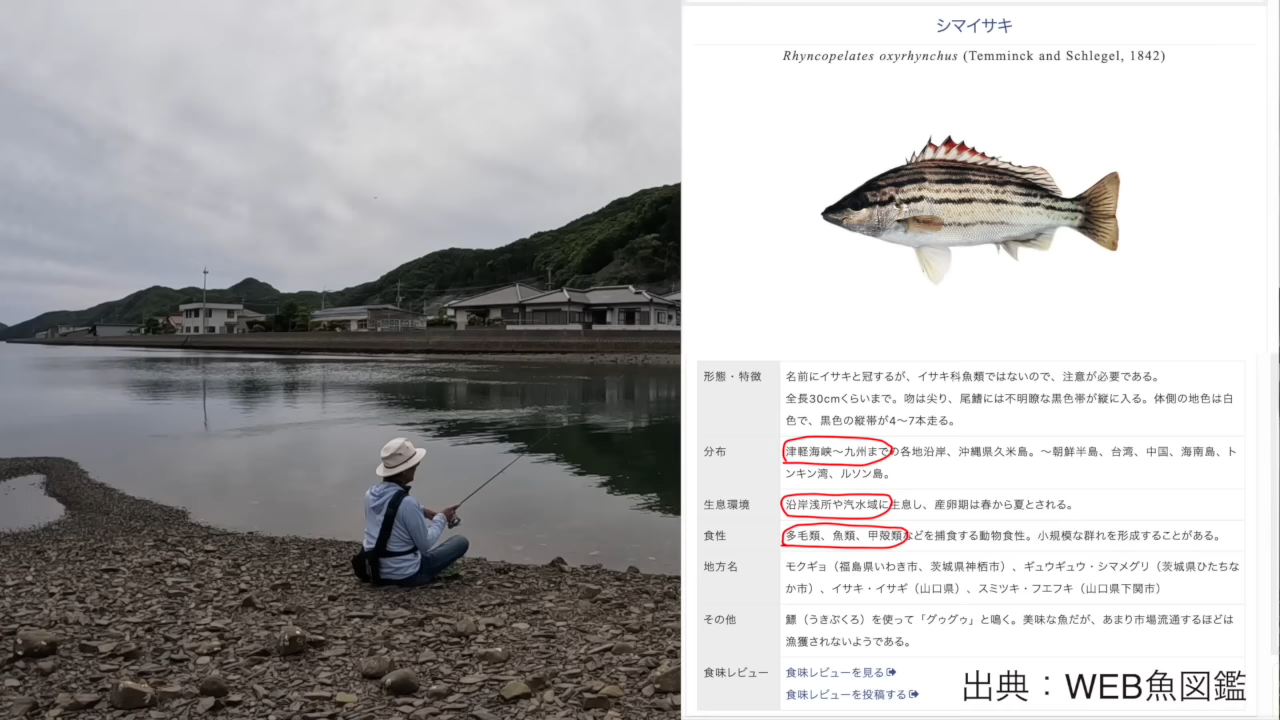 シマイサキ
Rhyncopelates oxyrhynchus (Temminck and Schlegel, 1842)
形態・特徴
名前にイサキと冠するが、イサキ科魚類ではないので、注意が必要である。
全長30cmくらいまで。吻は尖り、尾鰭には不明瞭な黒色帯が縦に入る。体側の地色は白
色で、黒色の縦帯が4～7本走る。
分布
津軽海峡～九州までの各地沿岸、沖縄県久米島。～朝鮮半島、台湾、中国、海南島、ト
ンキン湾、ルソン島。
生息環境
沿岸浅所や汽水域に生息し、産卵期は春から夏とされる。
食性
多毛類、魚類、甲殻類などを捕食する動物食性。小規模な群れを形成することがある。
地方名
モクギョ（福島県いわき市、茨城県神栖市）、ギュウギュウ・シマメグリ（茨城県ひたちな
か市）、イサキ・イサギ（山口県）、スミツキ・フエフキ（山口県下関市）
その他
鰾（うきぶくろ）を使って「グゥグゥ」と鳴く。美味な魚だが、あまり市場流通するほどは
漁獲されないようである。
食味レビュー
食味レビューを見る
食味レビューを投稿する
出典：WEB魚図鑑